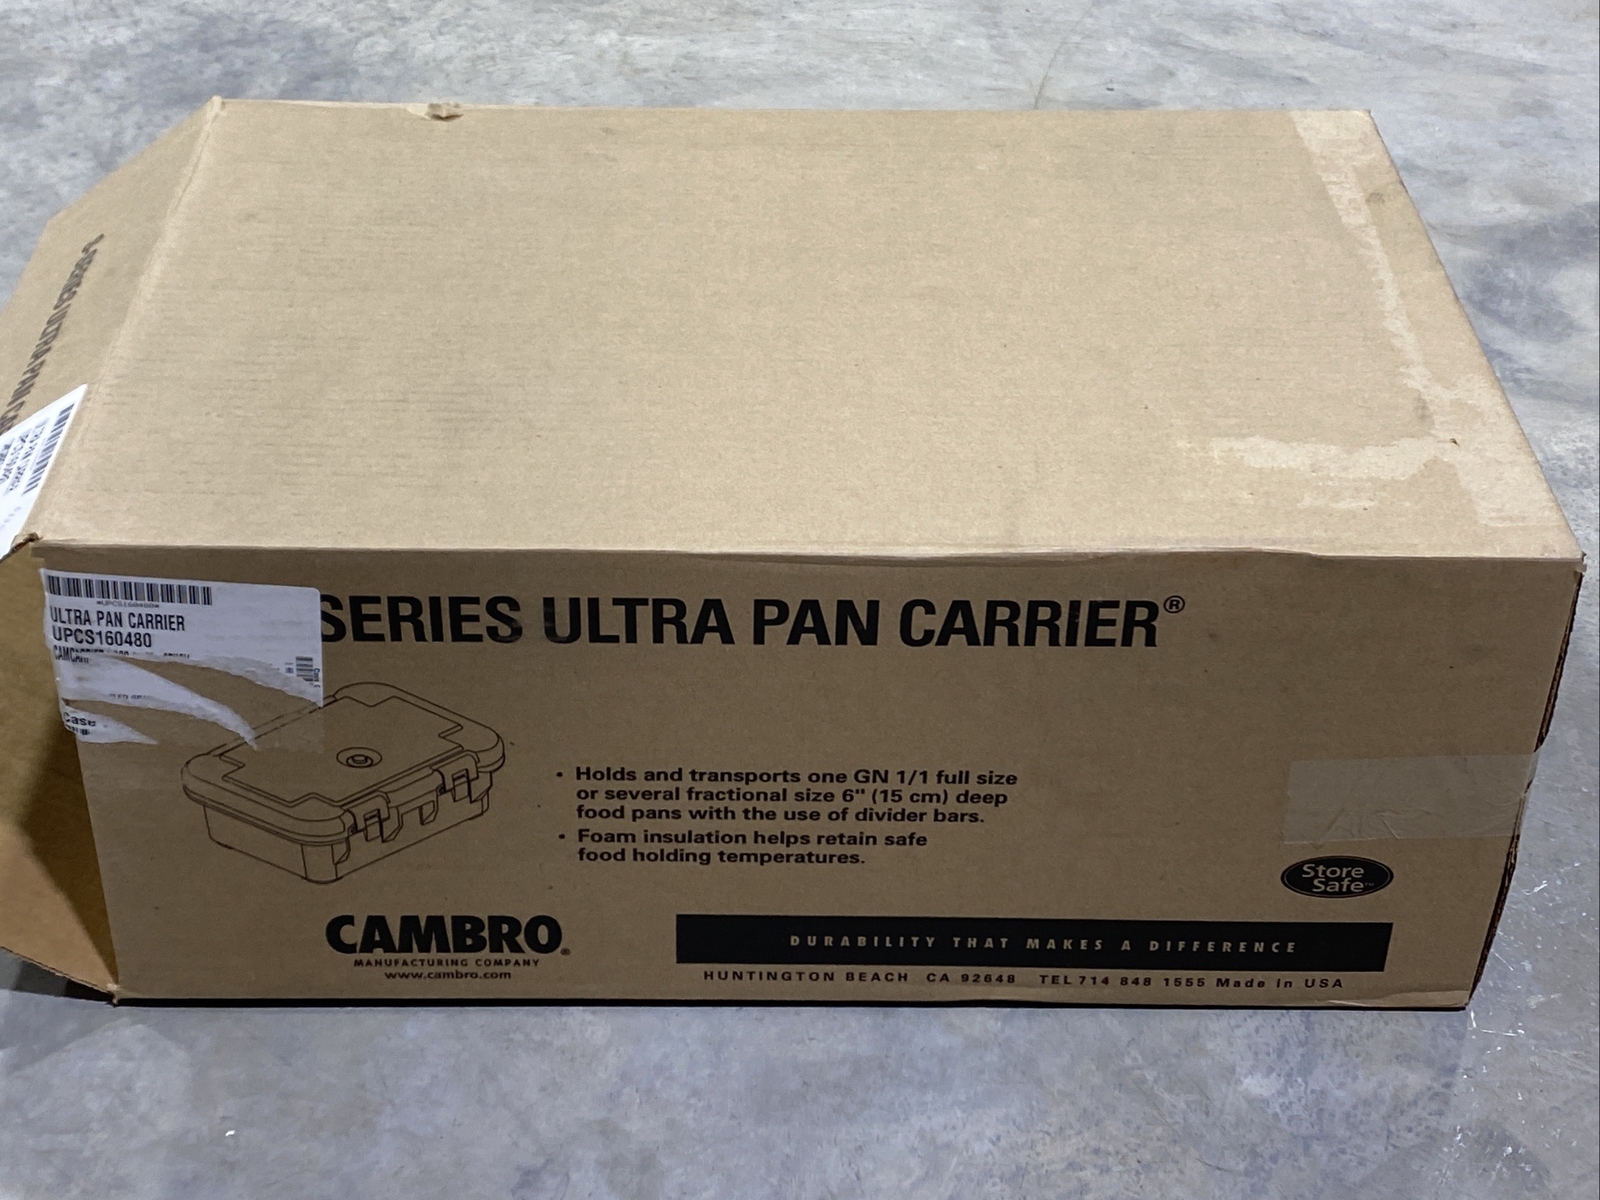 ULTRA PAN CARRIER
UPCS160480
Case
SERIES ULTRA PAN CARRIER®
• Holds and transports one GN 1/1 full size
or several fractional size 6" (15 cm) deep
food pans with the use of divider bars.
• Foam insulation helps retain safe
food holding temperatures.
Store
Safe™
CAMBRO®
MANUFACTURING COMPANY
www.cambro.com
DURABILITY THAT MAKES A DIFFERENCE
HUNTINGTON BEACH CA 92648 TEL 714 848 1555 Made in USA